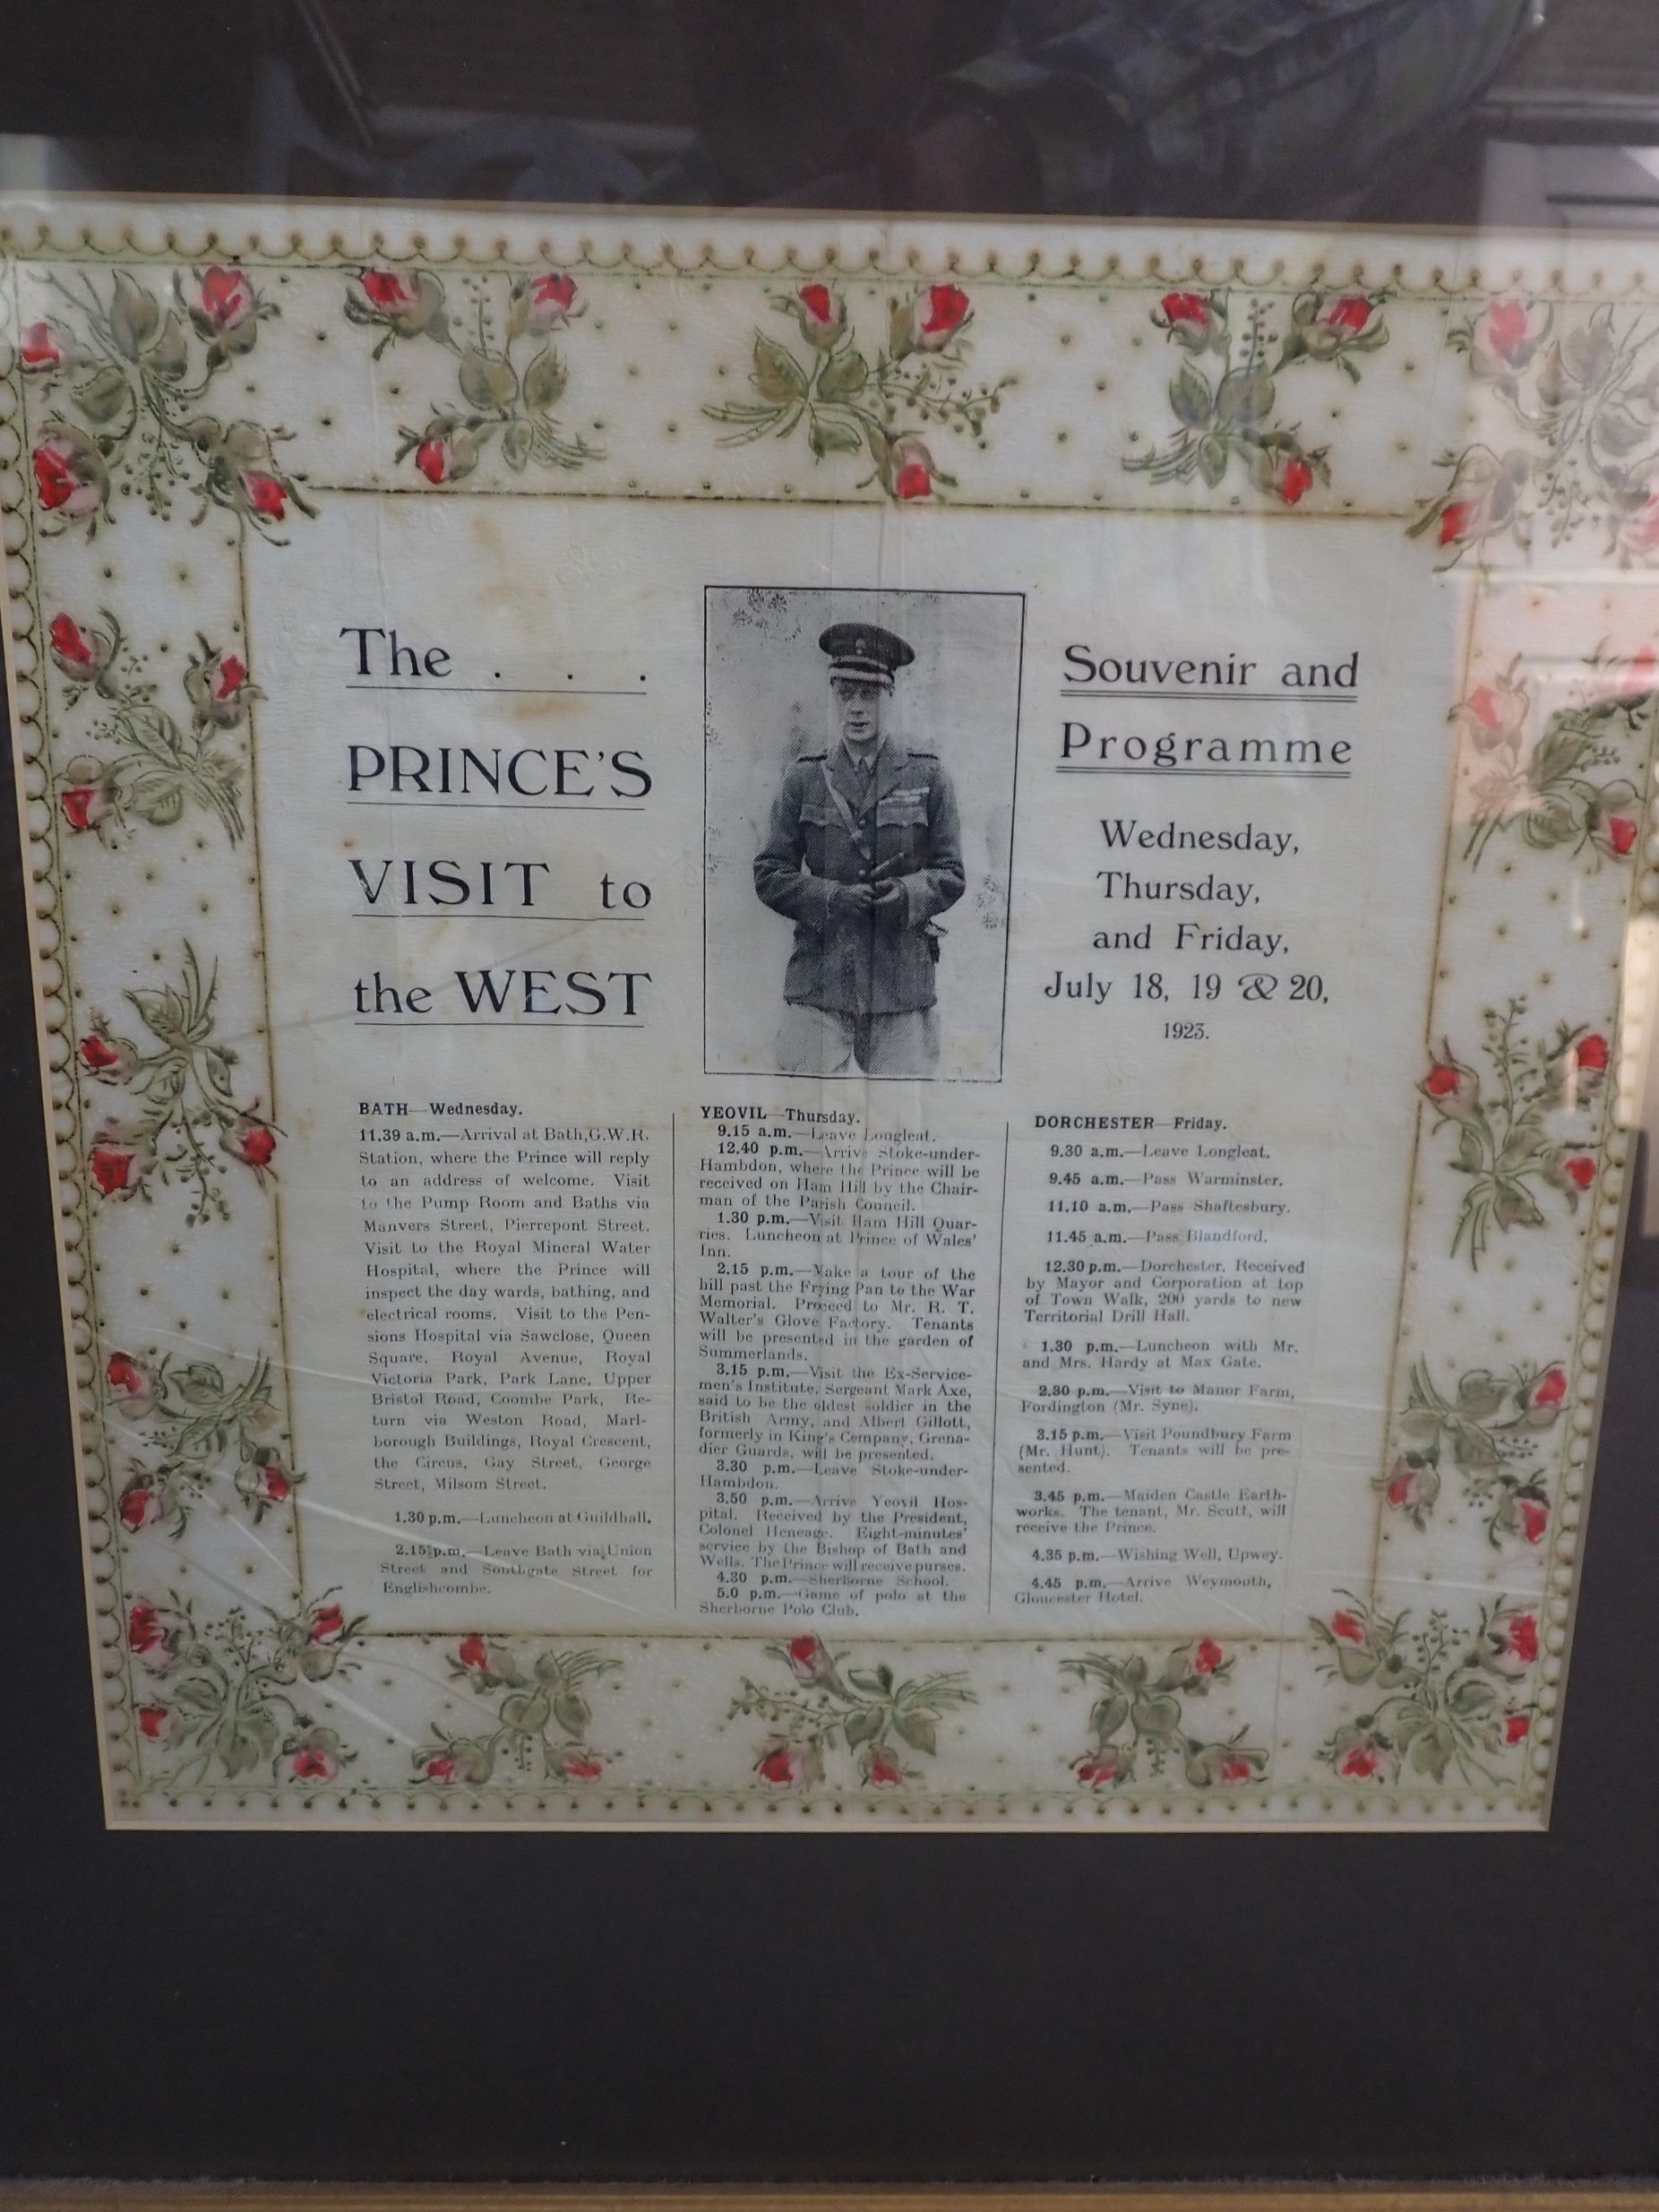 The . . .
PRINCE'S
VISIT to
the WEST
Souvenir and
Programme
Wednesday,
Thursday,
and Friday,
July 18, 19 & 20,
1923.
BATH—Wednesday.
11.39 a.m.—Arrival at Bath, G.W.R.
Station, where the Prince will reply
to an address of welcome. Visit
to the Pump Room and Baths via
Manvers Street, Pierrepont Street.
Visit to the Royal Mineral Water
Hospital, where the Prince will
inspect the day wards, bathing, and
electrical rooms. Visit to the Pen-
sions Hospital via Sawclose, Queen
Square, Royal Avenue, Royal
Victoria Park, Park Lane, Upper
Bristol Road, Coombe Park, Re-
turn via Weston Road, Marl-
borough Buildings, Royal Crescent,
the Circus, Gay Street, George
Street, Milsom Street.
1.30 p.m.—Luncheon at Guildhall.
2.15 p.m.—Leave Bath via Union
Street and Southgate Street for
Englishcombe.
YEOVIL—Thursday.
9.15 a.m.—Leave Longleat.
12.40 p.m.—Arrive Stoke-under-
Hambdon, where the Prince will be
received on Ham Hill by the Chair-
man of the Parish Council.
1.30 p.m.—Visit Ham Hill Quar-
ries. Luncheon at Prince of Wales'
Inn.
2.15 p.m.—Make a tour of the
hill past the Frying Pan to the War
Memorial. Proceed to Mr. R. T.
Walter's Glove Factory. Tenants
will be presented in the garden of
Summerlands.
3.15 p.m.—Visit the Ex-Service-
men's Institute. Sergeant Mark Axe,
said to be the oldest soldier in the
British Army, and Albert Gillott,
formerly in King's Company, Grena-
dier Guards, will be presented.
3.30 p.m.—Leave Stoke-under-
Hambdon.
3.50 p.m.—Arrive Yeovil Hos-
pital. Received by the President,
Colonel Heneage. Eight-minutes'
service by the Bishop of Bath and
Wells. The Prince will receive purses.
4.30 p.m.—Sherborne School.
5.0 p.m.—Game of polo at the
Sherborne Polo Club.
DORCHESTER—Friday.
9.30 a.m.—Leave Longleat.
9.45 a.m.—Pass Warminster.
11.10 a.m.—Pass Shaftesbury.
11.45 a.m.—Pass Blandford.
12.30 p.m.—Dorchester. Received
by Mayor and Corporation at top
of Town Walk, 200 yards to new
Territorial Drill Hall.
1.30 p.m.—Luncheon with Mr.
and Mrs. Hardy at Max Gate.
2.30 p.m.—Visit to Manor Farm,
Fordington (Mr. Syne).
3.15 p.m.—Visit Poundbury Farm
(Mr. Hunt). Tenants will be pre-
sented.
3.45 p.m.—Maiden Castle Earth-
works. The tenant, Mr. Scutt, will
receive the Prince.
4.35 p.m.—Wishing Well, Upwey.
4.45 p.m.—Arrive Weymouth,
Gloucester Hotel.